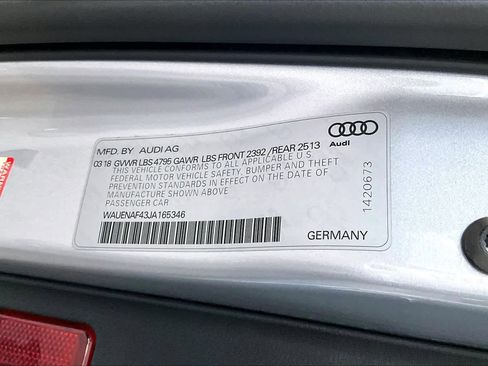 MFD. BY AUDI AG
03 18 GVWR LBS 4795 GAWR LBS FRONT 2392 / REAR 2513
THIS VEHICLE CONFORMS TO ALL APPLICABLE U.S.
FEDERAL MOTOR VEHICLE SAFETY, BUMPER AND THEFT
PREVENTION STANDARDS IN EFFECT ON THE DATE OF
MANUFACTURE SHOWN ABOVE
PASSENGER CAR
WAUENAF43JA165346
Audi
1420673
GERMANY